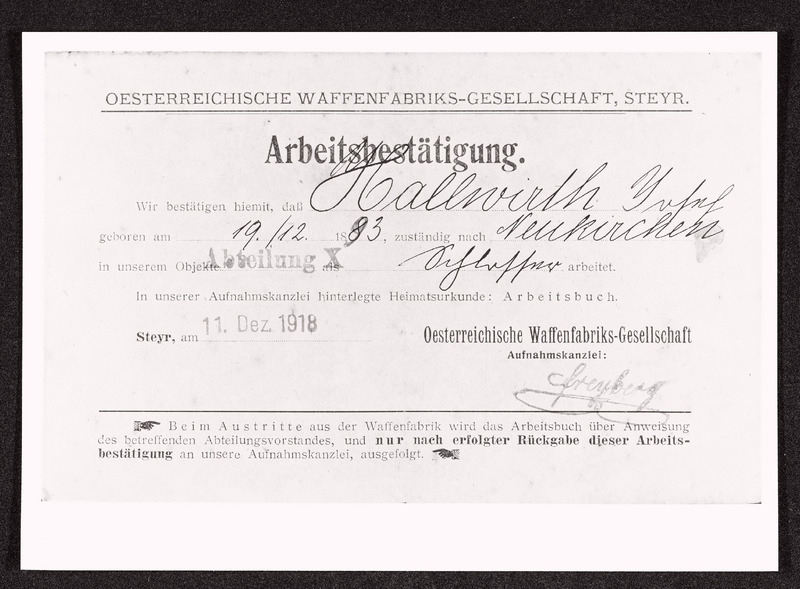 OESTERREICHISCHE WAFFENFABRIKS-GESELLSCHAFT, STEYR.
Arbeitsbestätigung.
Wir bestätigen hiemit, daß Hallwirth Josef
geboren am 19./12. 1893, zuständig nach Neukirchen
in unserem Objekte Abteilung X als Schlosser arbeitet.
In unserer Aufnahmskanzlei hinterlegte Heimatsurkunde: Arbeitsbuch.
Steyr, am 11. Dez. 1918
Oesterreichische Waffenfabriks-Gesellschaft
Aufnahmskanzlei:
Beim Austritte aus der Waffenfabrik wird das Arbeitsbuch über Anweisung
des betreffenden Abteilungsvorstandes, und nur nach erfolgter Rückgabe dieser Arbeits-
bestätigung an unsere Aufnahmskanzlei, ausgefolgt.